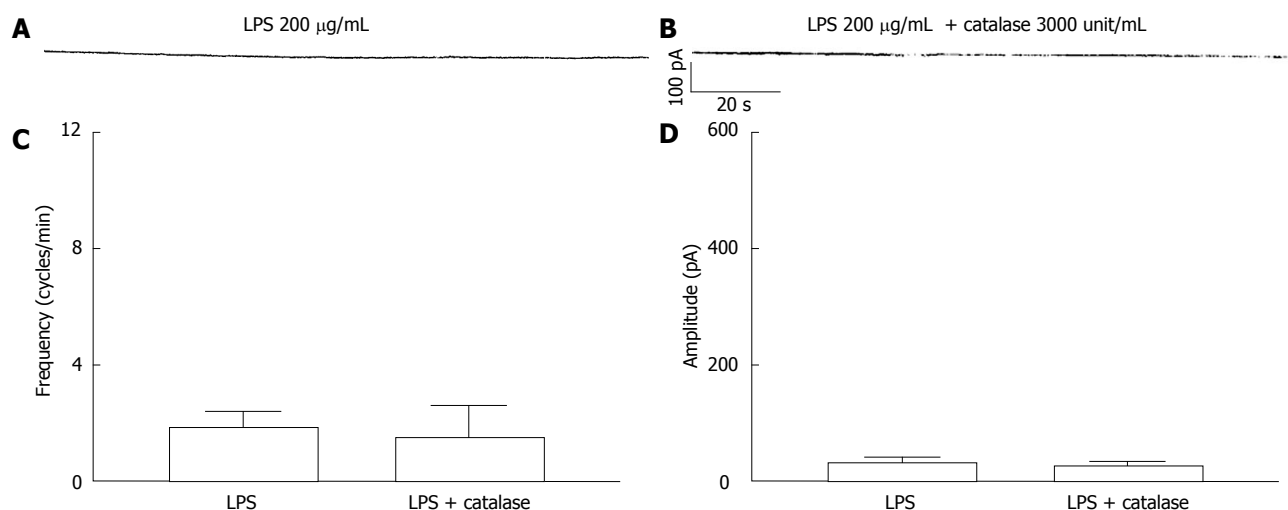 A
LPS 200 μg/mL
B
LPS 200 μg/mL + catalase 3000 unit/mL
100 pA
20 s
C
12
8
4
0
Frequency (cycles/min)
LPS
LPS + catalase
D
600
400
200
0
Amplitude (pA)
LPS
LPS + catalase